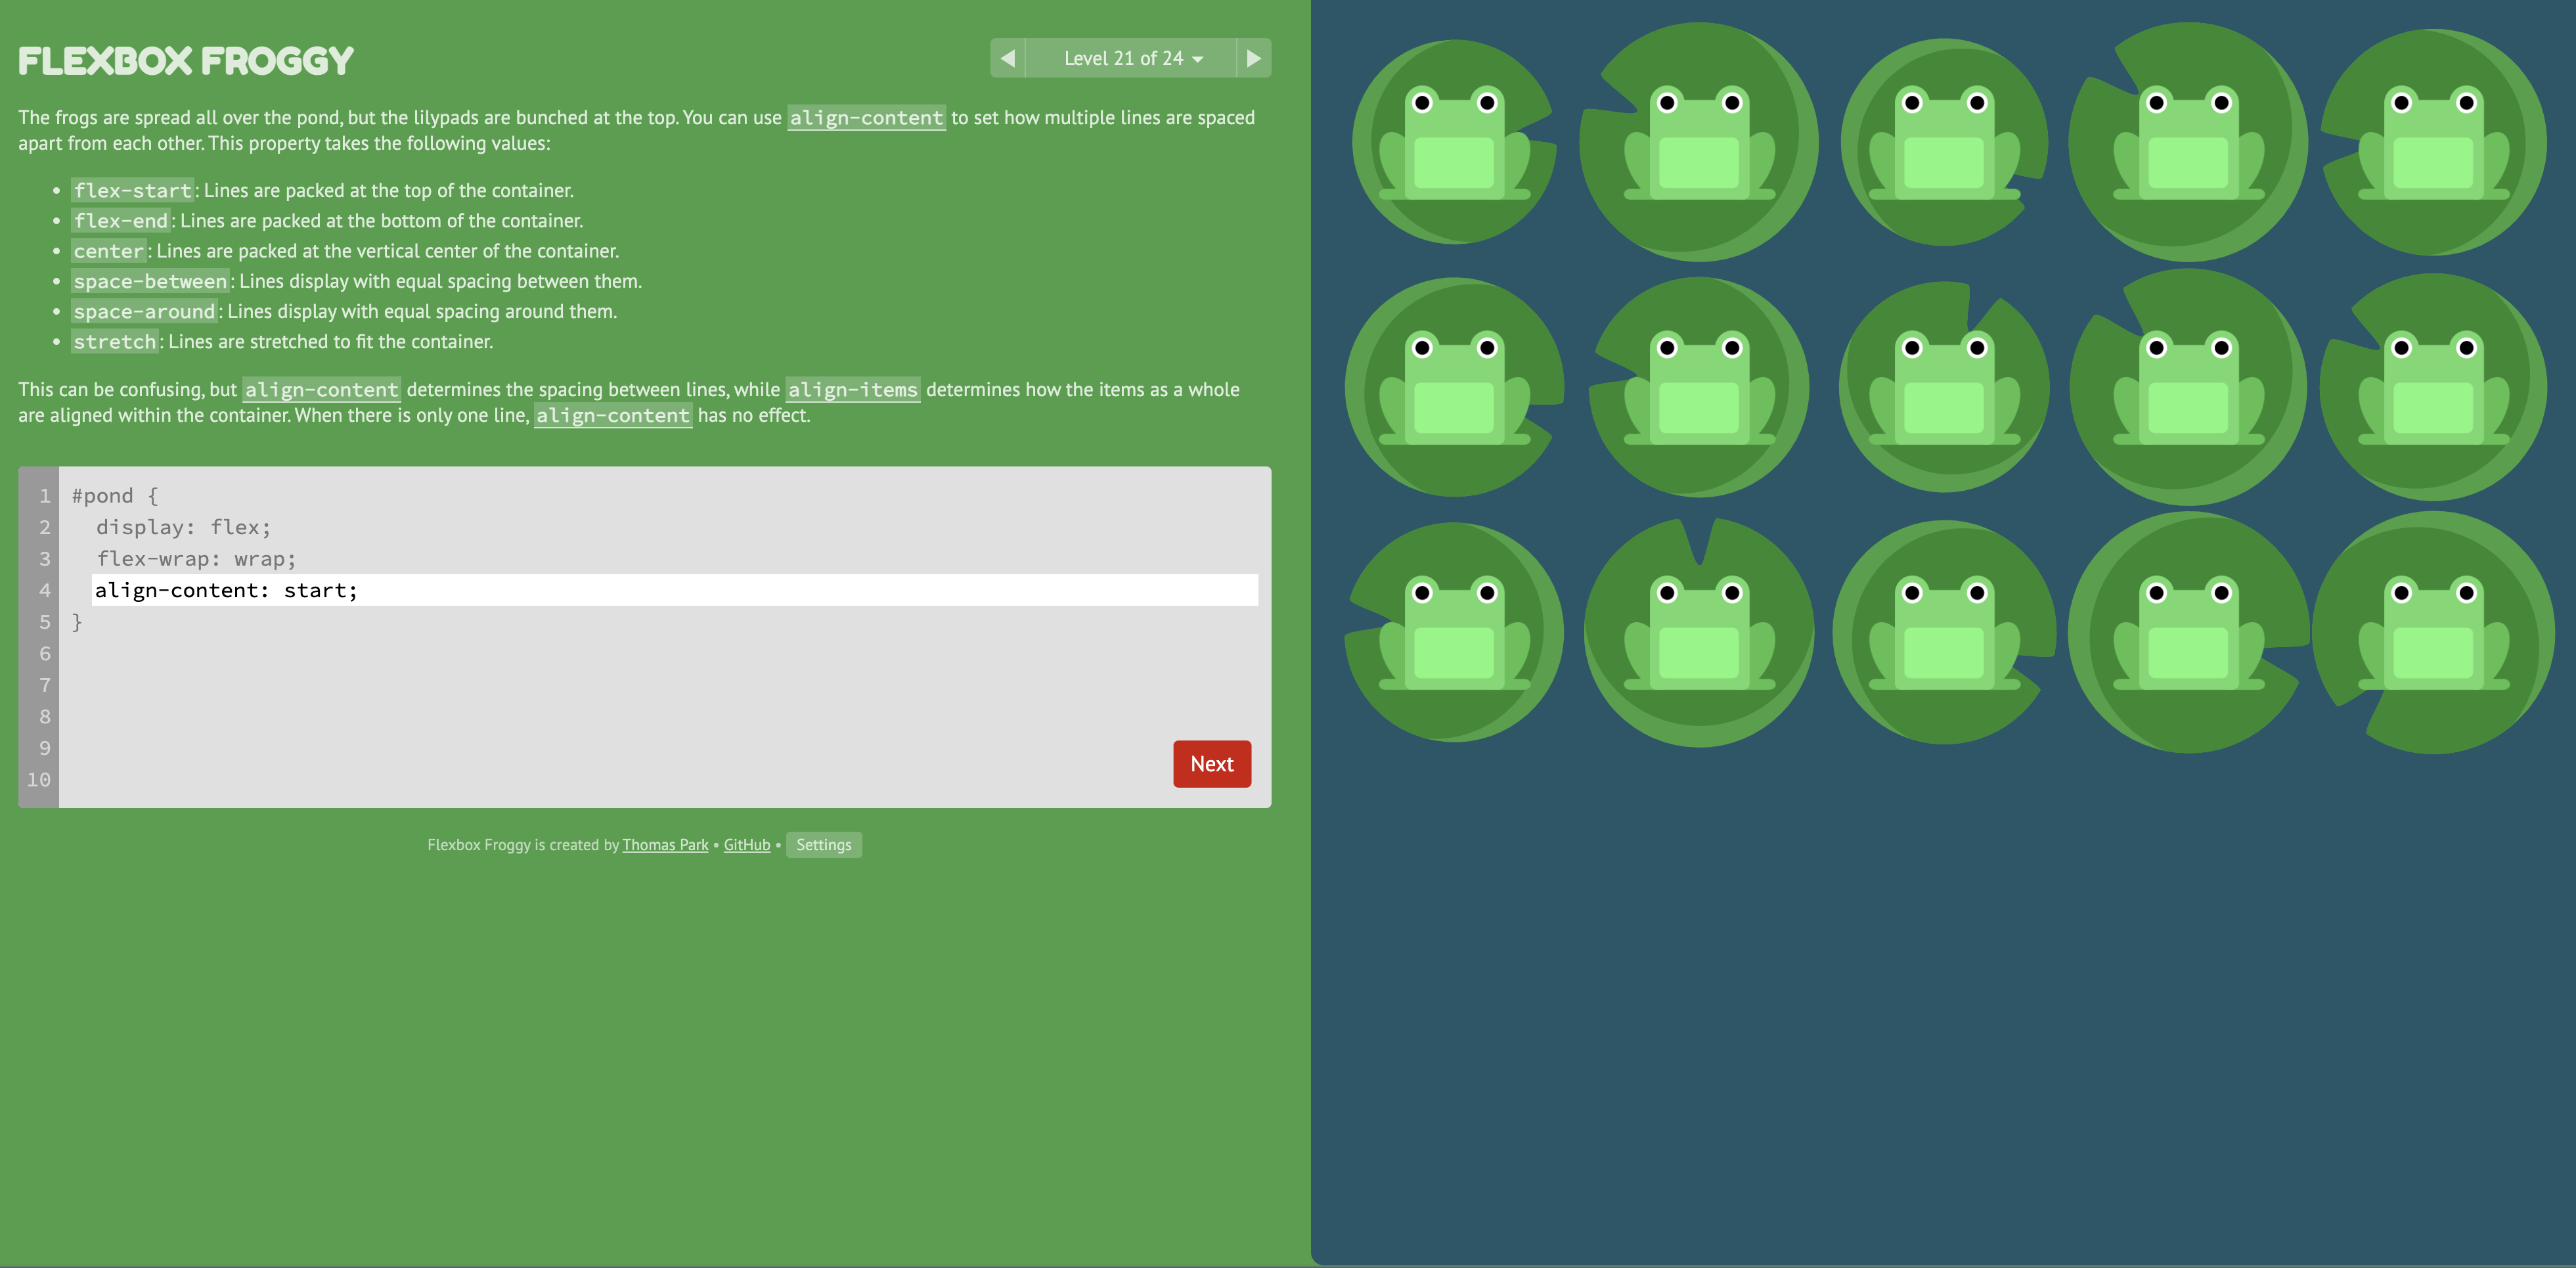 FLEXBOX FROGGY
Level 21 of 24
The frogs are spread all over the pond, but the lilypads are bunched at the top. You can use align-content to set how multiple lines are spaced
apart from each other. This property takes the following values:
• flex-start: Lines are packed at the top of the container.
• flex-end: Lines are packed at the bottom of the container.
• center: Lines are packed at the vertical center of the container.
• space-between: Lines display with equal spacing between them.
• space-around: Lines display with equal spacing around them.
• stretch: Lines are stretched to fit the container.
This can be confusing, but align-content determines the spacing between lines, while align-items determines how the items as a whole
are aligned within the container. When there is only one line, align-content has no effect.
1 #pond {
2 display: flex;
3 flex-wrap: wrap;
4 align-content: start;
5 }
6
7
8
9
10
Next
Flexbox Froggy is created by Thomas Park • GitHub • Settings